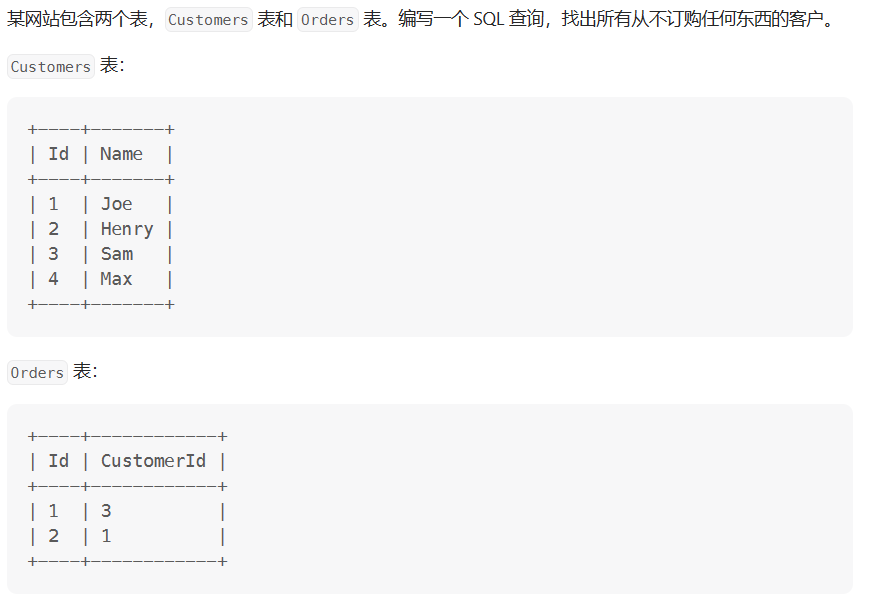 某网站包含两个表，Customers 表和 Orders 表。编写一个 SQL 查询，找出所有从不订购任何东西的客户。
Customers 表：
+----+-------+
| Id | Name  |
+----+-------+
| 1  | Joe   |
| 2  | Henry |
| 3  | Sam   |
| 4  | Max   |
+----+-------+
Orders 表：
+----+------------+
| Id | CustomerId |
+----+------------+
| 1  | 3          |
| 2  | 1          |
+----+------------+